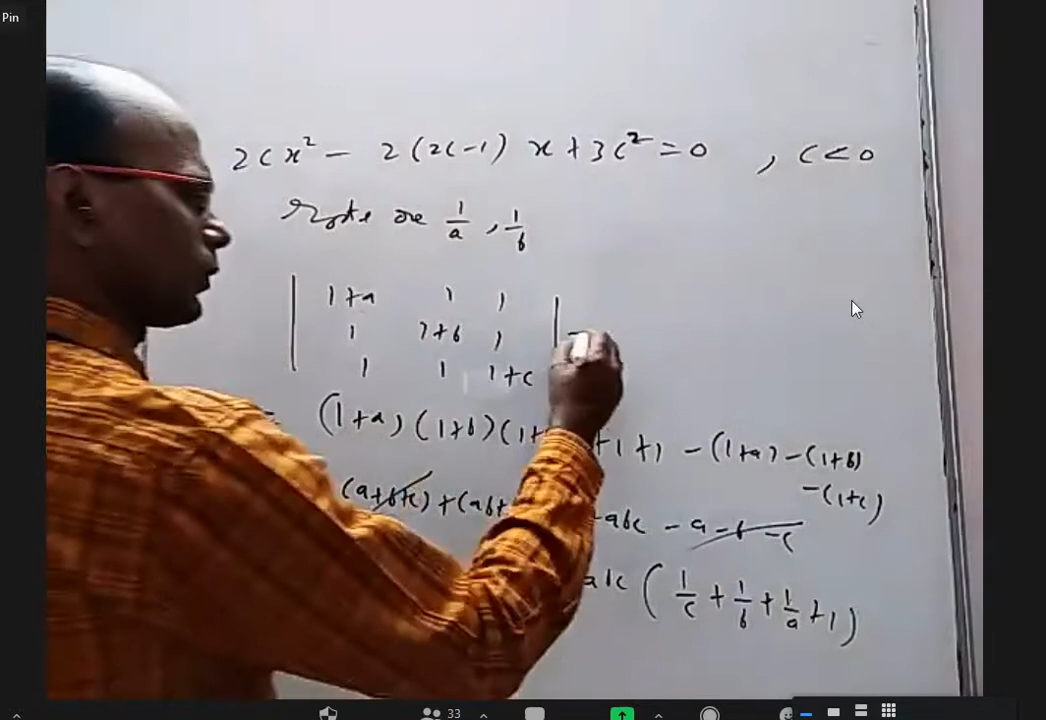 Pin
2cx² - 2(2c-1) x + 3c² = 0 , c < 0
Roots are 1/a , 1/b
| 1+a 1 1 |
| 1 1+b 1 |
| 1 1 1+c
= (1+a)(1+b)(1+ +1+1 - (1+a) - (1+b)
-(1+c)
(a+b+c) + (ab+ abc - a - b - c
abc ( 1/c + 1/b + 1/a + 1 )
33